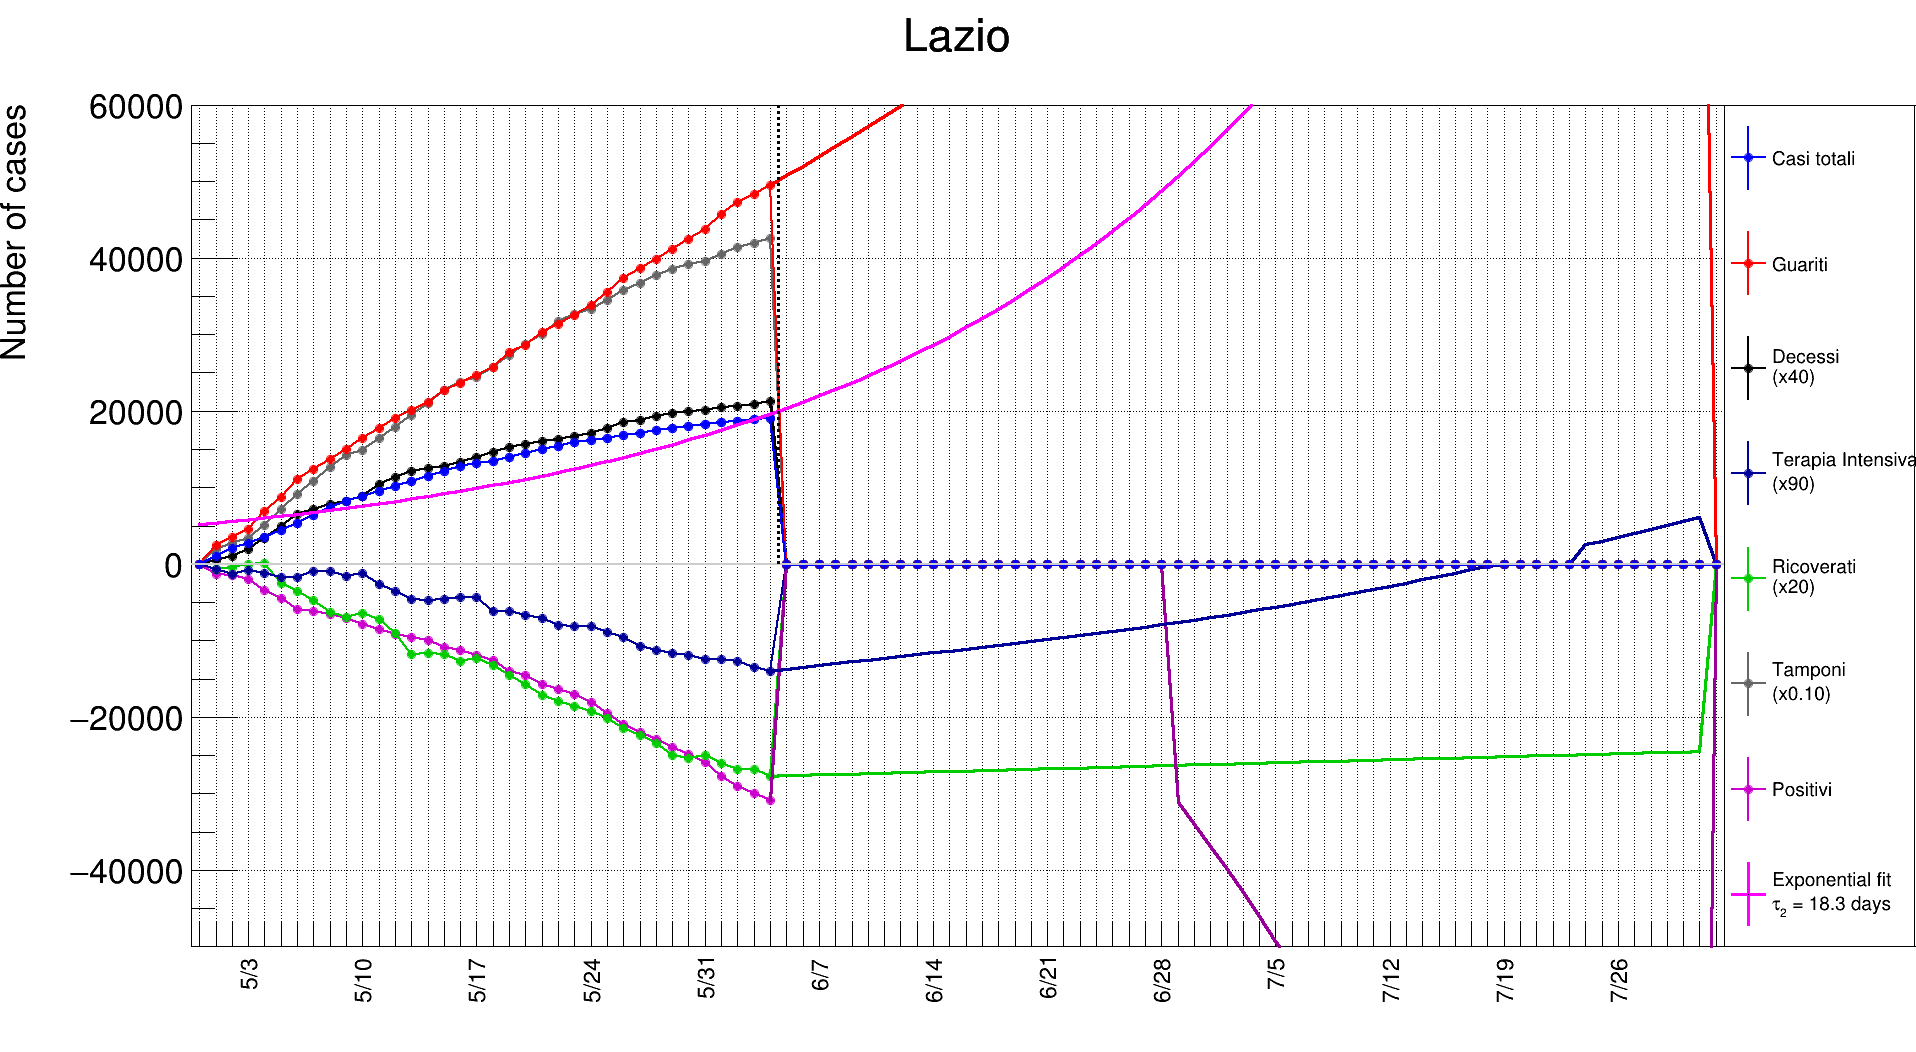 Lazio
Number of cases
60000
40000
20000
0
−20000
−40000
5/3
5/10
5/17
5/24
5/31
6/7
6/14
6/21
6/28
7/5
7/12
7/19
7/26
Casi totali
Guariti
Decessi
(x40)
Terapia Intensiva
(x90)
Ricoverati
(x20)
Tamponi
(x0.10)
Positivi
Exponential fit
τ2 = 18.3 days